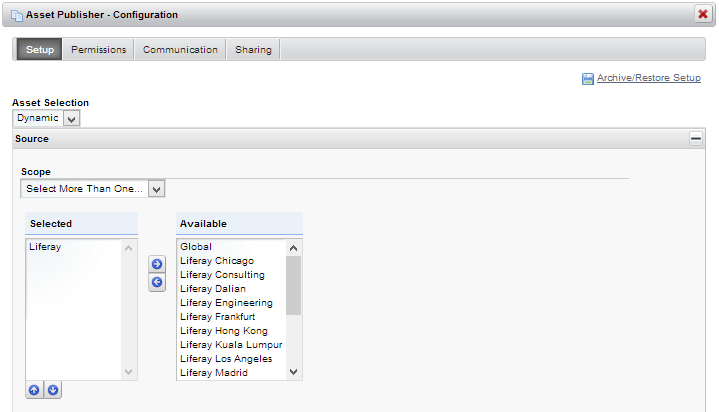 Asset Publisher - Configuration
Setup Permissions Communication Sharing
Archive/Restore Setup
Asset Selection
Dynamic
Source
Scope
Select More Than One...
Selected
Liferay
Available
Global
Liferay Chicago
Liferay Consulting
Liferay Dalian
Liferay Engineering
Liferay Frankfurt
Liferay Hong Kong
Liferay Kuala Lumpur
Liferay Los Angeles
Liferay Madrid